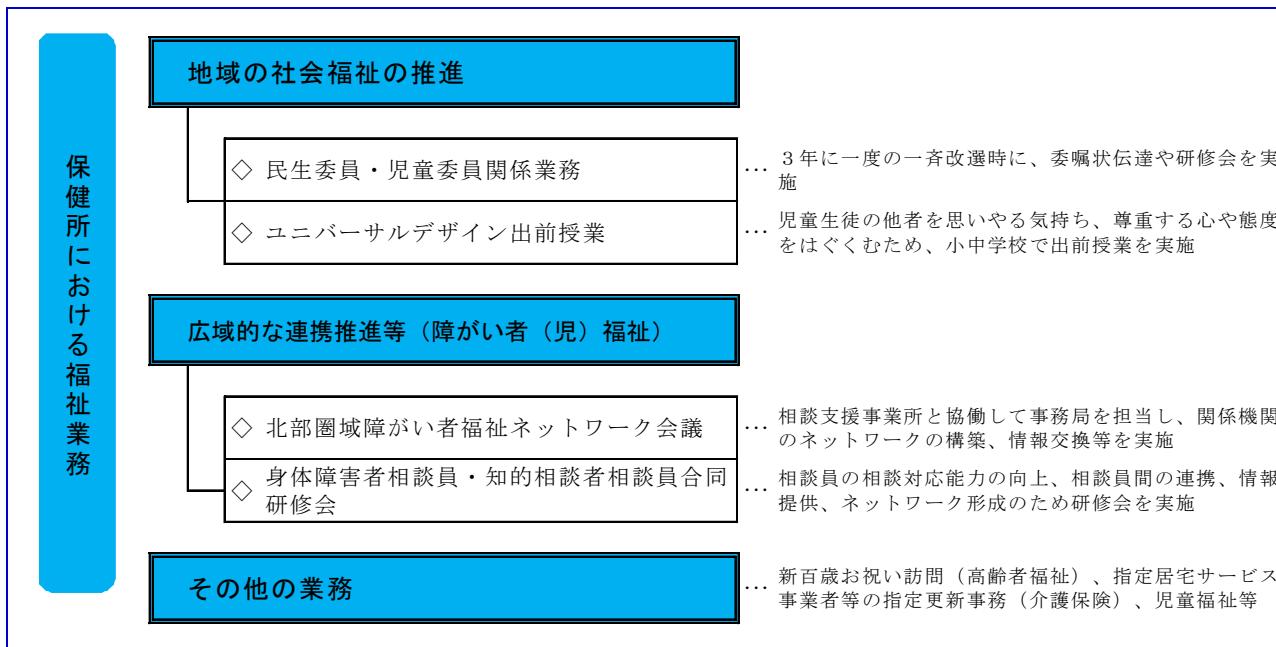 保健所における福祉業務
地域の社会福祉の推進
◇ 民生委員・児童委員関係業務
… 3年に一度の一斉改選時に、委嘱状伝達や研修会を実
施
◇ ユニバーサルデザイン出前授業
… 児童生徒の他者を思いやる気持ち、尊重する心や態度
をはぐくむため、小中学校で出前授業を実施
広域的な連携推進等（障がい者（児）福祉）
◇ 北部圏域障がい者福祉ネットワーク会議
… 相談支援事業所と協働して事務局を担当し、関係機関
のネットワークの構築、情報交換等を実施
◇ 身体障害者相談員・知的相談者相談員合同
研修会
… 相談員の相談対応能力の向上、相談員間の連携、情報
提供、ネットワーク形成のため研修会を実施
その他の業務
… 新百歳お祝い訪問（高齢者福祉）、指定居宅サービス
事業者等の指定更新事務（介護保険）、児童福祉等